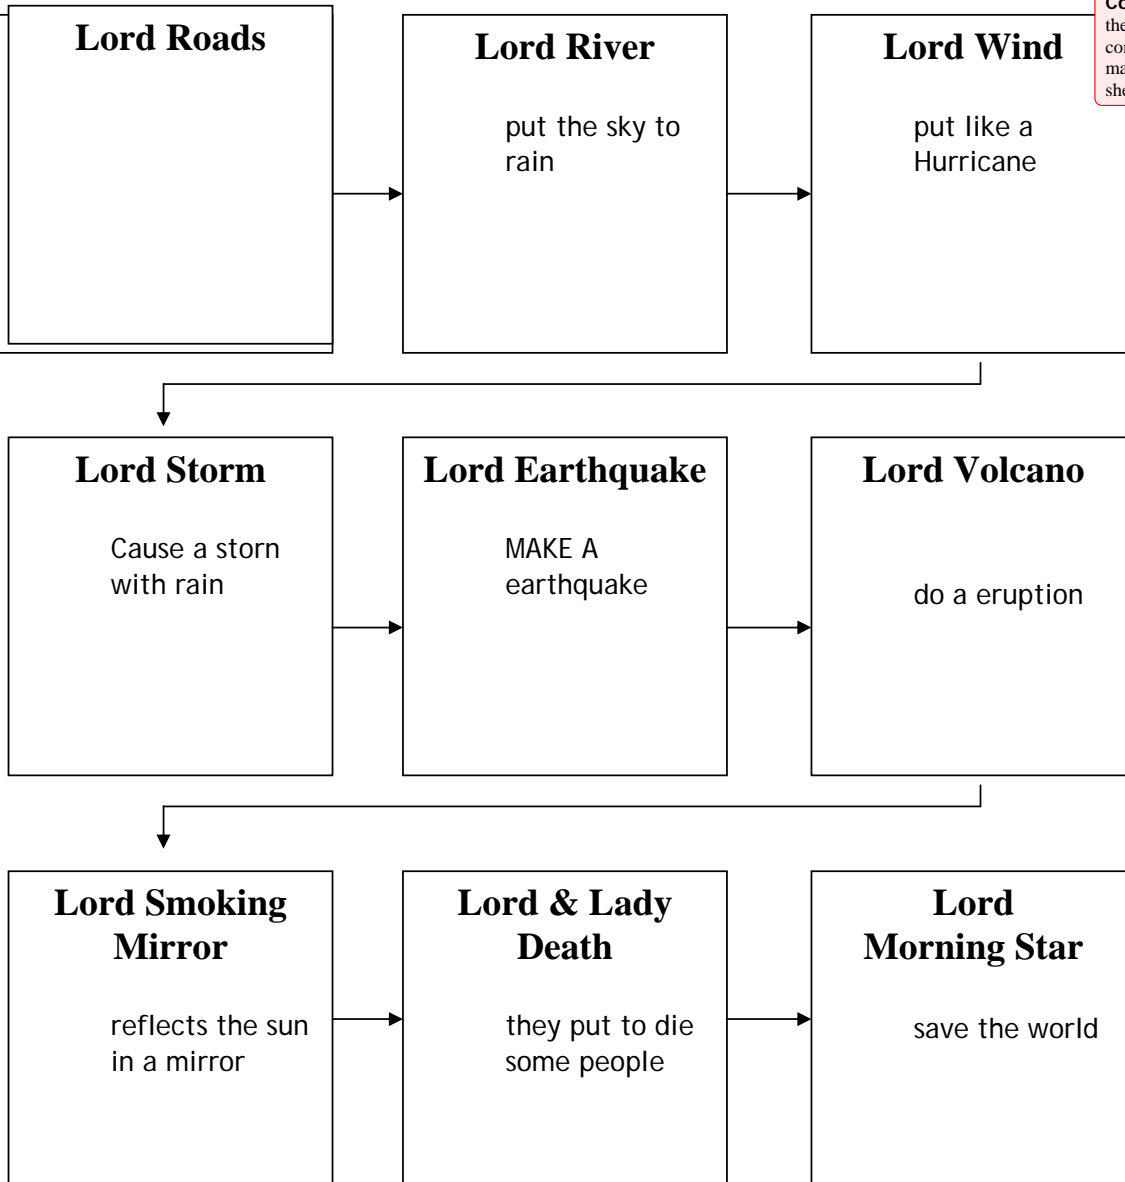 Lord Roads
Lord River
put the sky to
rain
Lord Wind
put like a
Hurricane
the
Lord Storm
Cause a storn
with rain
Lord Earthquake
MAKE A
earthquake
Lord Volcano
do a eruption
Lord Smoking
Mirror
reflects the sun
in a mirror
Lord & Lady
Death
they put to die
some people
Lord
Morning Star
save the world